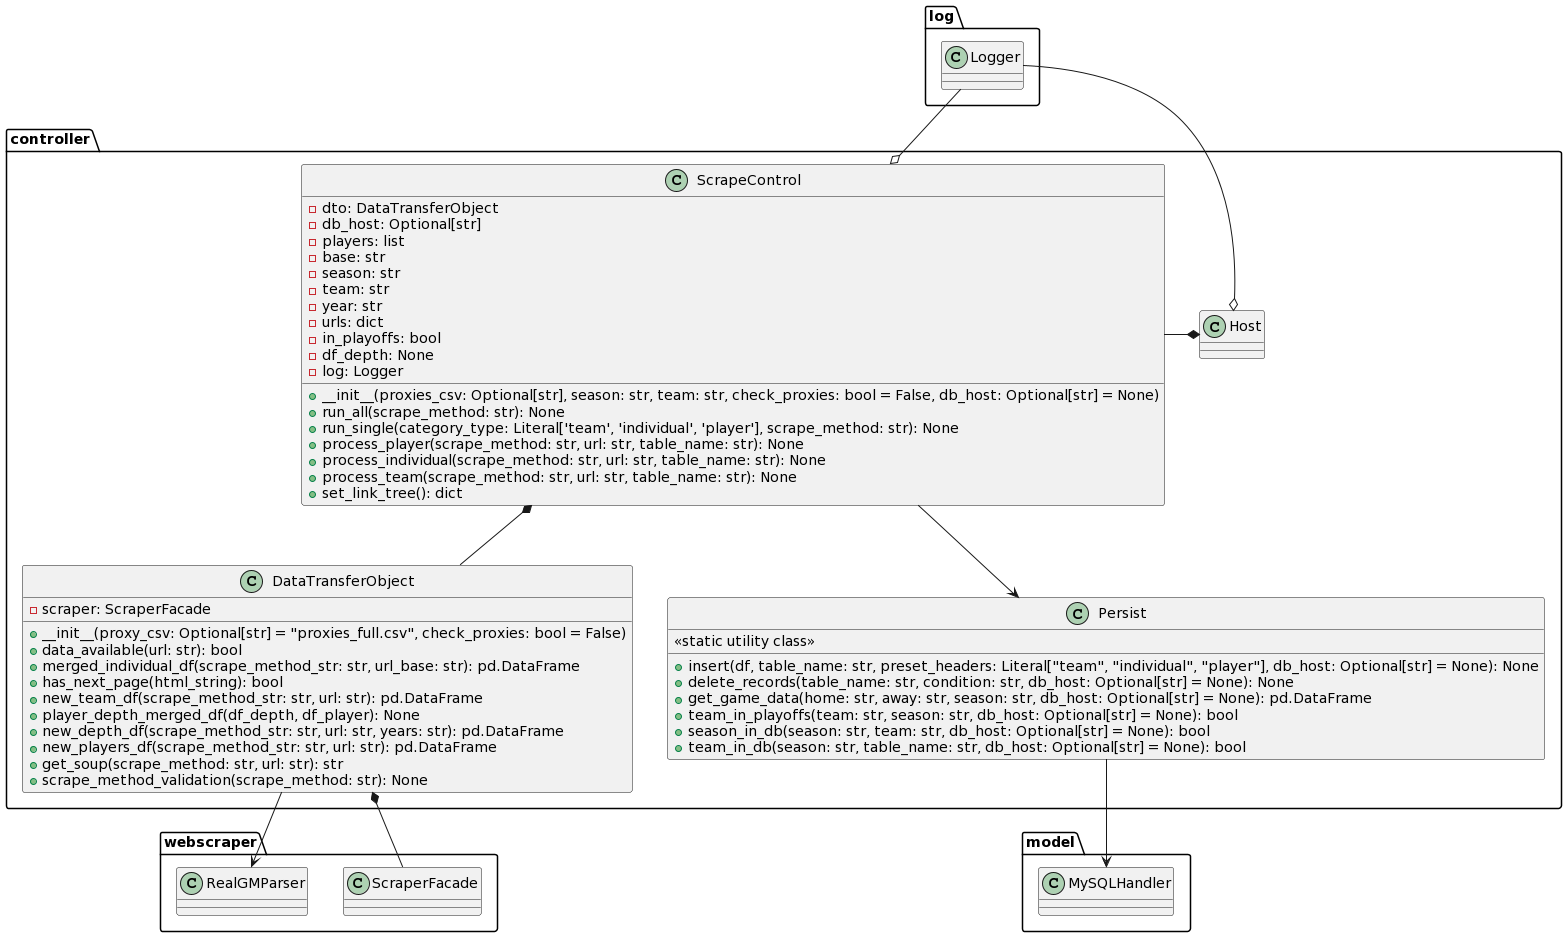 log
C Logger
controller
C ScrapeControl
dto: DataTransferObject
db_host: Optional[str]
players: list
base: str
season: str
team: str
year: str
urls: dict
in_playoffs: bool
df_depth: None
log: Logger
__init__(proxies_csv: Optional[str], season: str, team: str, check_proxies: bool = False, db_host: Optional[str] = None)
run_all(scrape_method: str): None
run_single(category_type: Literal['team', 'individual', 'player'], scrape_method: str): None
process_player(scrape_method: str, url: str, table_name: str): None
process_individual(scrape_method: str, url: str, table_name: str): None
process_team(scrape_method: str, url: str, table_name: str): None
set_link_tree(): dict
C Host
C DataTransferObject
scraper: ScraperFacade
__init__(proxy_csv: Optional[str] = "proxies_full.csv", check_proxies: bool = False)
data_available(url: str): bool
merged_individual_df(scrape_method_str: str, url_base: str): pd.DataFrame
has_next_page(html_string): bool
new_team_df(scrape_method_str: str, url: str): pd.DataFrame
player_depth_merged_df(df_depth, df_player): None
new_depth_df(scrape_method_str: str, url: str, years: str): pd.DataFrame
new_players_df(scrape_method_str: str, url: str): pd.DataFrame
get_soup(scrape_method: str, url: str): str
scrape_method_validation(scrape_method: str): None
C Persist
«static utility class»
insert(df, table_name: str, preset_headers: Literal["team", "individual", "player"], db_host: Optional[str] = None): None
delete_records(table_name: str, condition: str, db_host: Optional[str] = None): None
get_game_data(home: str, away: str, season: str, db_host: Optional[str] = None): pd.DataFrame
team_in_playoffs(team: str, season: str, db_host: Optional[str] = None): bool
season_in_db(season: str, team: str, db_host: Optional[str] = None): bool
team_in_db(season: str, table_name: str, db_host: Optional[str] = None): bool
webscraper
C RealGMParser
C ScraperFacade
model
C MySQLHandler